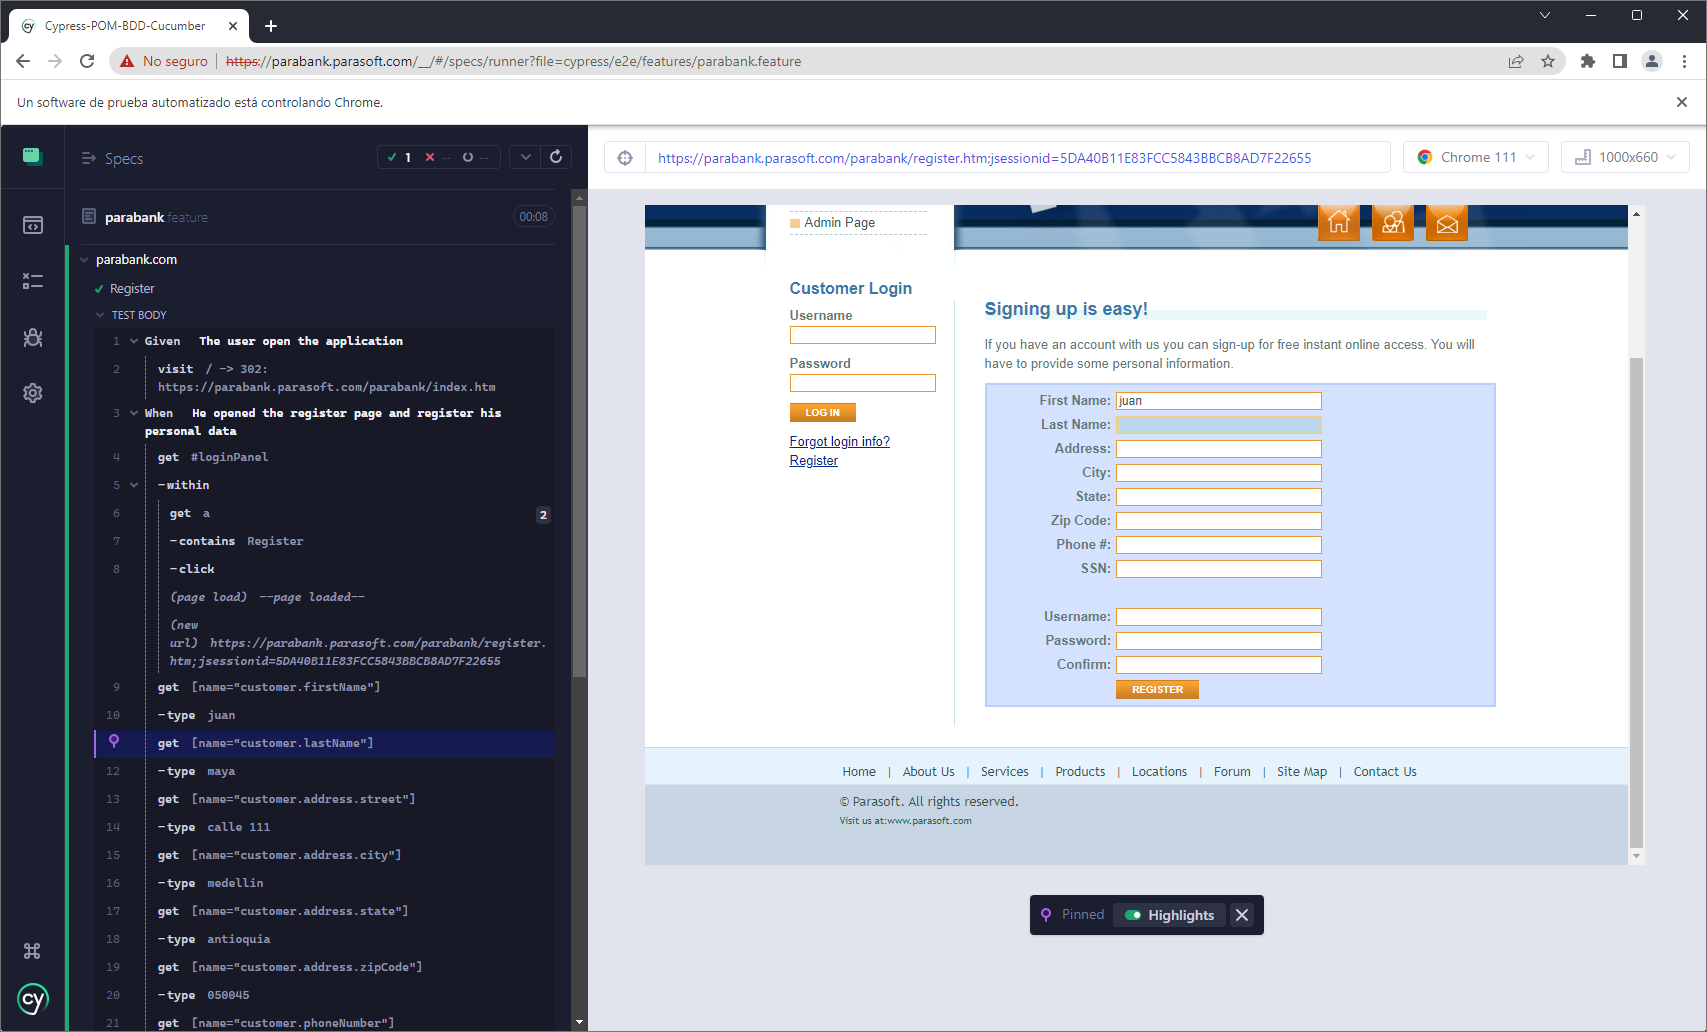 Cypress-POM-BDD-Cucumber
No seguro
https://parabank.parasoft.com/__/#/specs/runner?file=cypress/e2e/features/parabank.feature
Un software de prueba automatizado está controlando Chrome.
Specs
1
--
--
parabank.feature
00:08
parabank.com
Register
TEST BODY
1 Given The user open the application
2 visit / -> 302:
https://parabank.parasoft.com/parabank/index.htm
3 When He opened the register page and register his
personal data
4 get #loginPanel
5 -within
6 get a 2
7 -contains Register
8 -click
(page load) --page loaded--
(new
url) https://parabank.parasoft.com/parabank/register.
htm;jsessionid=5DA40B11E83FCC5843BBCB8AD7F22655
9 get [name="customer.firstName"]
10 -type juan
get [name="customer.lastName"]
12 -type maya
13 get [name="customer.address.street"]
14 -type calle 111
15 get [name="customer.address.city"]
16 -type medellin
17 get [name="customer.address.state"]
18 -type antioquia
19 get [name="customer.address.zipCode"]
20 -type 050045
21 get [name="customer.phoneNumber"]
cy
https://parabank.parasoft.com/parabank/register.htm;jsessionid=5DA40B11E83FCC5843BBCB8AD7F22655
Chrome 111
1000x660
Admin Page
Customer Login
Username
Password
LOG IN
Forgot login info?
Register
Signing up is easy!
If you have an account with us you can sign-up for free instant online access. You will
have to provide some personal information.
First Name: juan
Last Name:
Address:
City:
State:
Zip Code:
Phone #:
SSN:
Username:
Password:
Confirm:
REGISTER
Home | About Us | Services | Products | Locations | Forum | Site Map | Contact Us
© Parasoft. All rights reserved.
Visit us at:www.parasoft.com
Pinned
Highlights